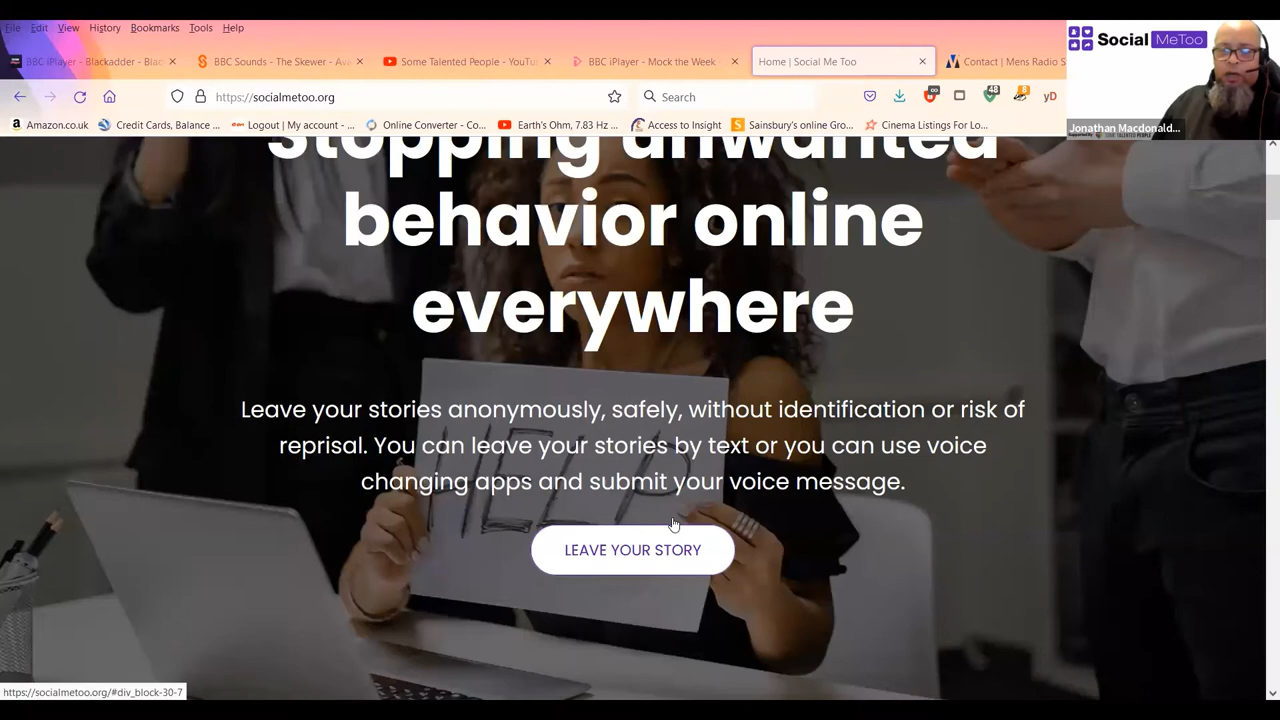 File Edit View History Bookmarks Tools Help
Social MeToo
BBC iPlayer - Blackadder - Blac
BBC Sounds - The Skewer - Aw
Some Talented People - YouTu
BBC iPlayer - Mock the Week
Home | Social Me Too
Contact | Mens Radio S
https://socialmetoo.org
Search
48
8
yD
Jonathan Macdonald...
Amazon.co.uk
Credit Cards, Balance ...
Logout | My account - ...
Online Converter - Co...
Earth's Ohm, 7.83 Hz ...
Access to Insight
Sainsbury's online Gro...
Cinema Listings For Lo...
Stopping unwanted
behavior online
everywhere
Leave your stories anonymously, safely, without identification or risk of
reprisal. You can leave your stories by text or you can use voice
changing apps and submit your voice message.
HELP
LEAVE YOUR STORY
https://socialmetoo.org/#div_block-30-7